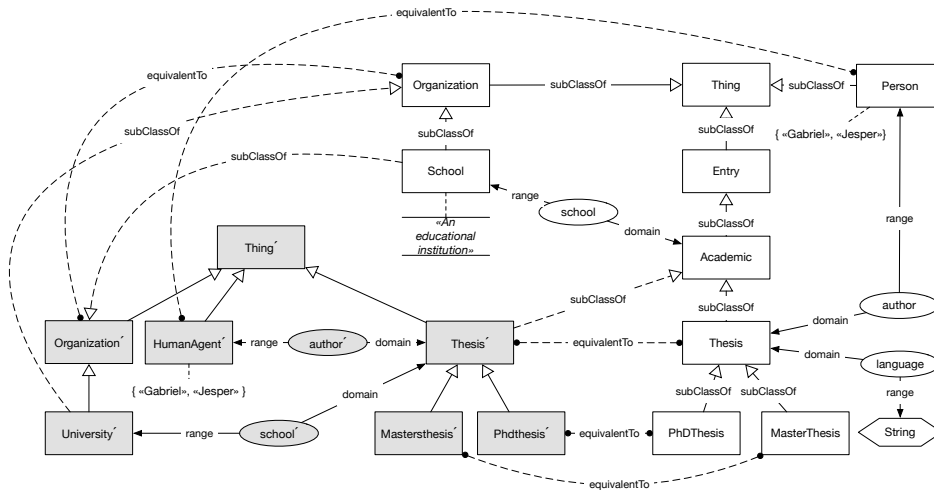 equivalentTo
equivalentTo
Organization
subClassOf
Thing
subClassOf
Person
subClassOf
subClassOf
subClassOf
{ «Gabriel», «Jesper»}
subClassOf
School
Entry
range
school
range
«An
educational
institution»
subClassOf
domain
Thing´
Academic
subClassOf
subClassOf
author
domain
Organization´
HumanAgent´
range
author´
domain
Thesis´
equivalentTo
Thesis
domain
language
{ «Gabriel», «Jesper» }
subClassOf
subClassOf
domain
range
University´
range
school´
Mastersthesis´
Phdthesis´
equivalentTo
PhDThesis
MasterThesis
String
equivalentTo